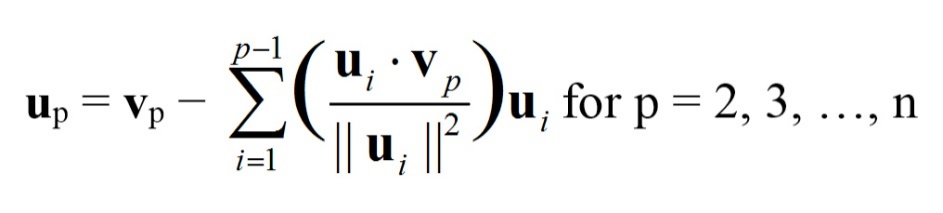 𝐮ₚ = 𝐯ₚ − ∑_{i=1}^{p−1} ( (𝐮ᵢ · 𝐯ₚ) / (‖ 𝐮ᵢ ‖²) ) 𝐮ᵢ for p = 2, 3, …, n